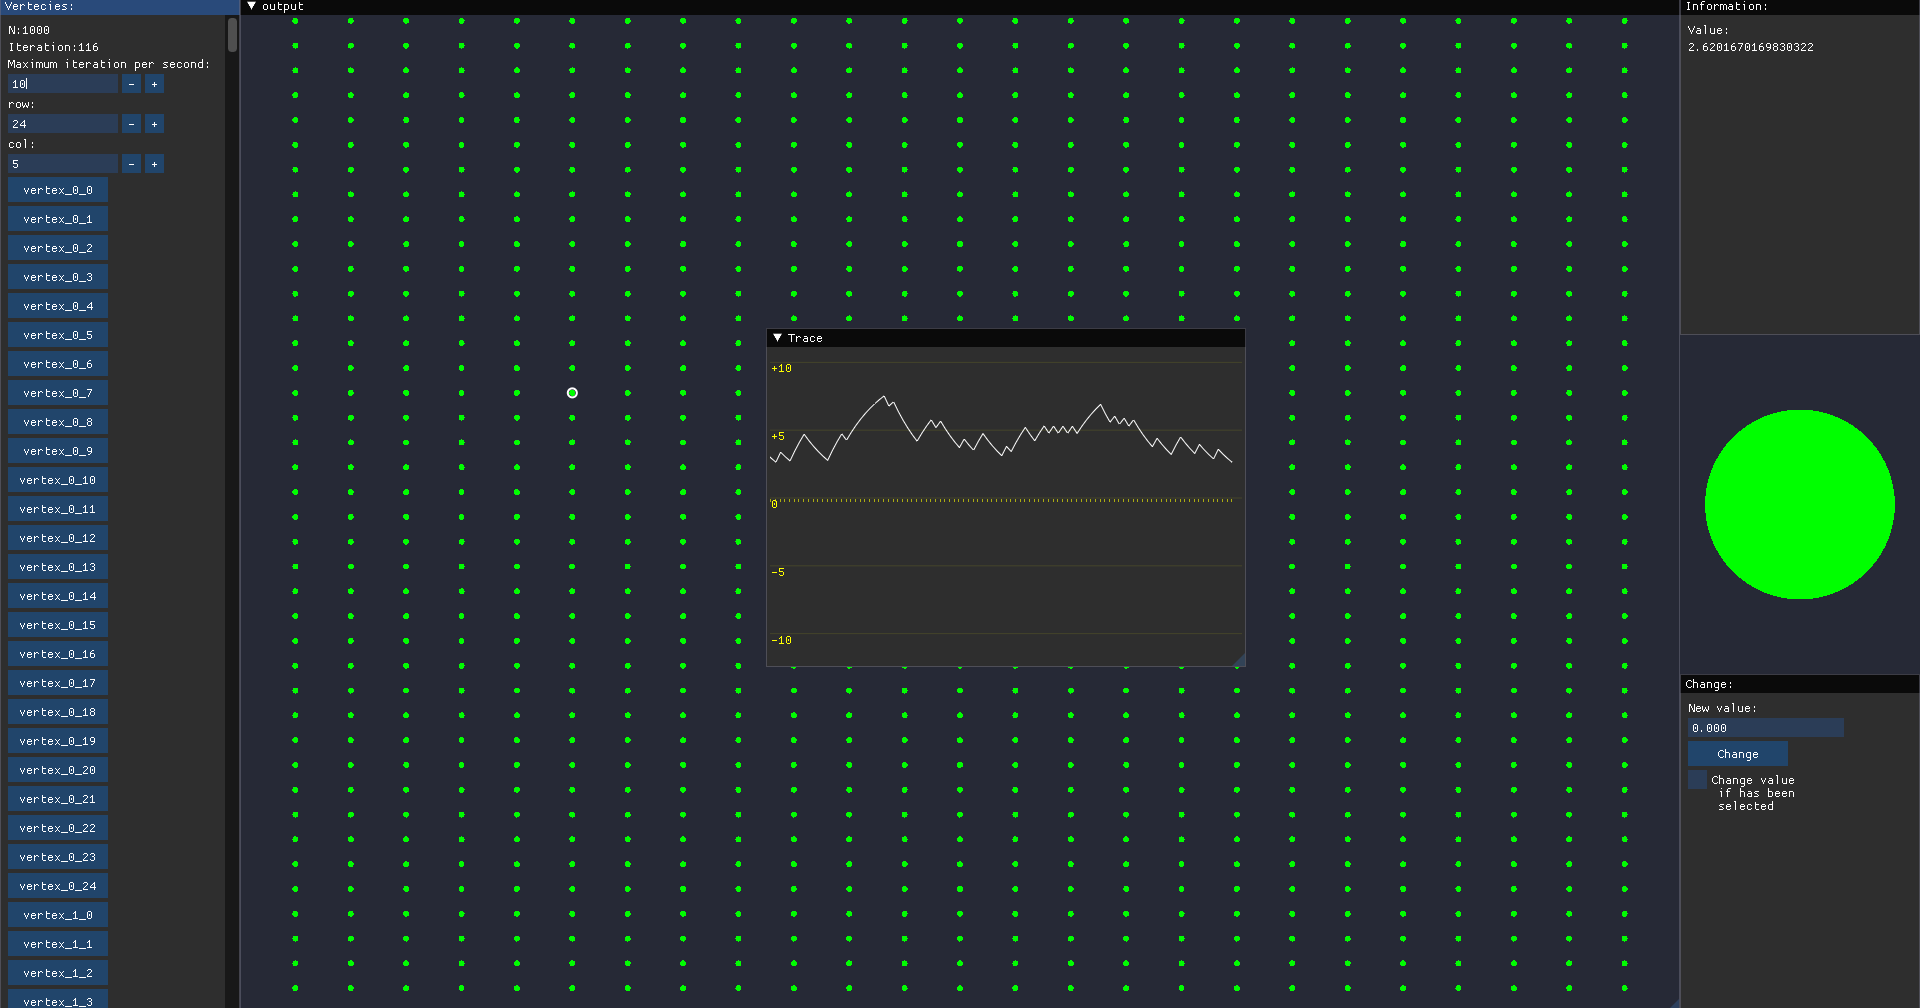 Vertecies:
N:1000
Iteration:116
Maximum iteration per second:
10
- +
row:
24
- +
col:
5
- +
vertex_0_0
vertex_0_1
vertex_0_2
vertex_0_3
vertex_0_4
vertex_0_5
vertex_0_6
vertex_0_7
vertex_0_8
vertex_0_9
vertex_0_10
vertex_0_11
vertex_0_12
vertex_0_13
vertex_0_14
vertex_0_15
vertex_0_16
vertex_0_17
vertex_0_18
vertex_0_19
vertex_0_20
vertex_0_21
vertex_0_22
vertex_0_23
vertex_0_24
vertex_1_0
vertex_1_1
vertex_1_2
vertex_1_3
output
Trace
+10
+5
0
-5
-10
Information:
Value:
2.6201670169830322
Change:
New value:
0.000
Change
Change value
if has been
selected